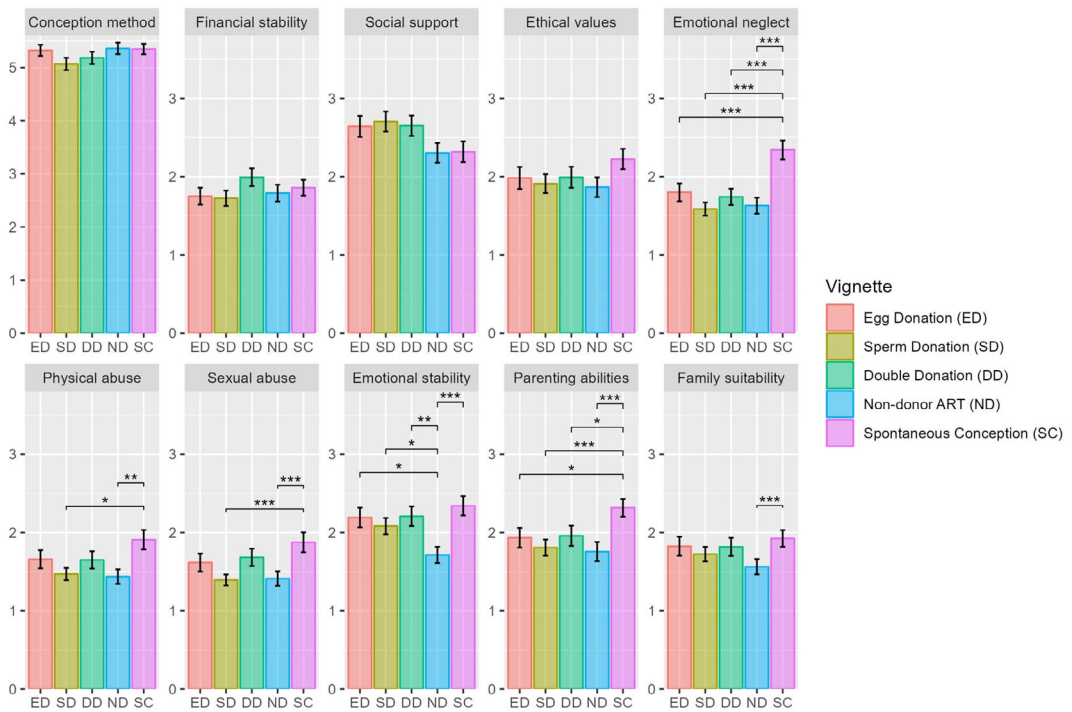 Conception method
Financial stability
Social support
Ethical values
Emotional neglect
***
***
***
***
5
4
3
2
1
0
3
2
1
0
3
2
1
0
3
2
1
0
3
2
1
0
ED SD DD ND SC
ED SD DD ND SC
ED SD DD ND SC
ED SD DD ND SC
ED SD DD ND SC
Physical abuse
Sexual abuse
Emotional stability
Parenting abilities
Family suitability
**
*
***
***
***
**
*
*
***
*
***
*
***
3
2
1
0
3
2
1
0
3
2
1
0
3
2
1
0
3
2
1
0
ED SD DD ND SC
ED SD DD ND SC
ED SD DD ND SC
ED SD DD ND SC
ED SD DD ND SC
Vignette
Egg Donation (ED)
Sperm Donation (SD)
Double Donation (DD)
Non-donor ART (ND)
Spontaneous Conception (SC)